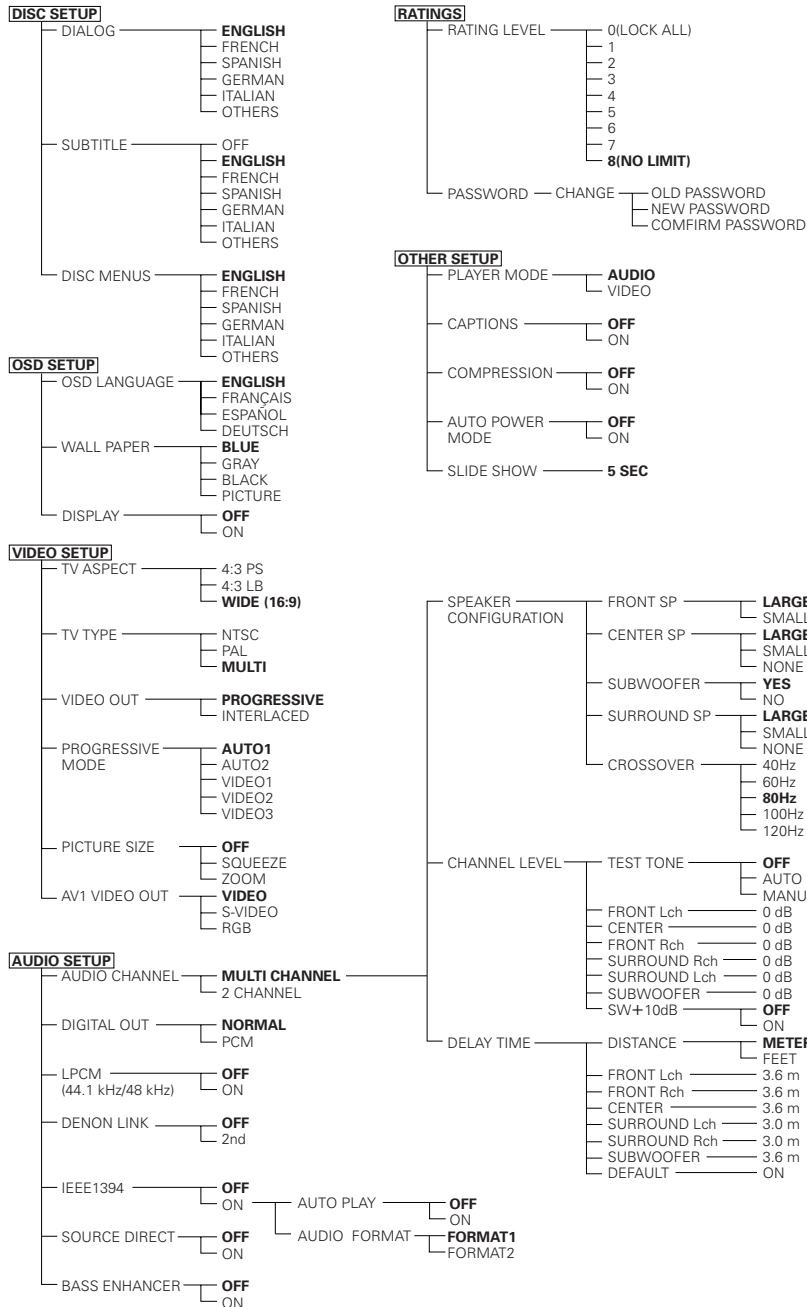 DISC SETUP
DIALOG
ENGLISH
FRENCH
SPANISH
GERMAN
ITALIAN
OTHERS
SUBTITLE
OFF
ENGLISH
FRENCH
SPANISH
GERMAN
ITALIAN
OTHERS
DISC MENUS
ENGLISH
FRENCH
SPANISH
GERMAN
ITALIAN
OTHERS
OSD SETUP
OSD LANGUAGE
ENGLISH
FRANÇAIS
ESPAÑOL
DEUTSCH
WALL PAPER
BLUE
GRAY
BLACK
PICTURE
DISPLAY
OFF
ON
VIDEO SETUP
TV ASPECT
4:3 PS
4:3 LB
WIDE (16:9)
TV TYPE
NTSC
PAL
MULTI
VIDEO OUT
PROGRESSIVE
INTERLACED
PROGRESSIVE
MODE
AUTO1
AUTO2
VIDEO1
VIDEO2
VIDEO3
PICTURE SIZE
OFF
SQUEEZE
ZOOM
AV1 VIDEO OUT
VIDEO
S-VIDEO
RGB
AUDIO SETUP
AUDIO CHANNEL
MULTI CHANNEL
2 CHANNEL
DIGITAL OUT
NORMAL
PCM
LPCM
(44.1 kHz/48 kHz)
OFF
ON
DENON LINK
OFF
2nd
IEEE1394
OFF
ON
AUTO PLAY
OFF
ON
AUDIO FORMAT
FORMAT1
FORMAT2
SOURCE DIRECT
OFF
ON
BASS ENHANCER
OFF
ON
RATINGS
RATING LEVEL
0(LOCK ALL)
1
2
3
4
5
6
7
8(NO LIMIT)
PASSWORD
CHANGE
OLD PASSWORD
NEW PASSWORD
COMFIRM PASSWORD
OTHER SETUP
PLAYER MODE
AUDIO
VIDEO
CAPTIONS
OFF
ON
COMPRESSION
OFF
ON
AUTO POWER
MODE
OFF
ON
SLIDE SHOW
5 SEC
SPEAKER
CONFIGURATION
FRONT SP
LARGE
SMALL
CENTER SP
LARGE
SMALL
NONE
SUBWOOFER
YES
NO
SURROUND SP
LARGE
SMALL
NONE
CROSSOVER
40Hz
60Hz
80Hz
100Hz
120Hz
CHANNEL LEVEL
TEST TONE
OFF
AUTO
MANU
FRONT Lch
0 dB
CENTER
0 dB
FRONT Rch
0 dB
SURROUND Rch
0 dB
SURROUND Lch
0 dB
SUBWOOFER
0 dB
SW+10dB
OFF
ON
DELAY TIME
DISTANCE
METER
FEET
FRONT Lch
3.6 m
FRONT Rch
3.6 m
CENTER
3.6 m
SURROUND Lch
3.0 m
SURROUND Rch
3.0 m
SUBWOOFER
3.6 m
DEFAULT
ON